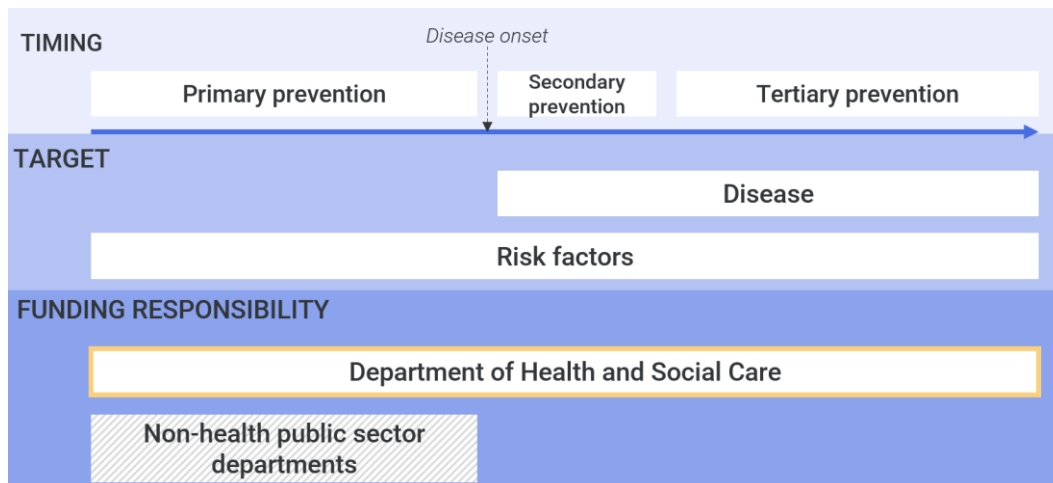 TIMING
Disease onset
Primary prevention
Secondary
prevention
Tertiary prevention
TARGET
Disease
Risk factors
FUNDING RESPONSIBILITY
Department of Health and Social Care
Non-health public sector
departments